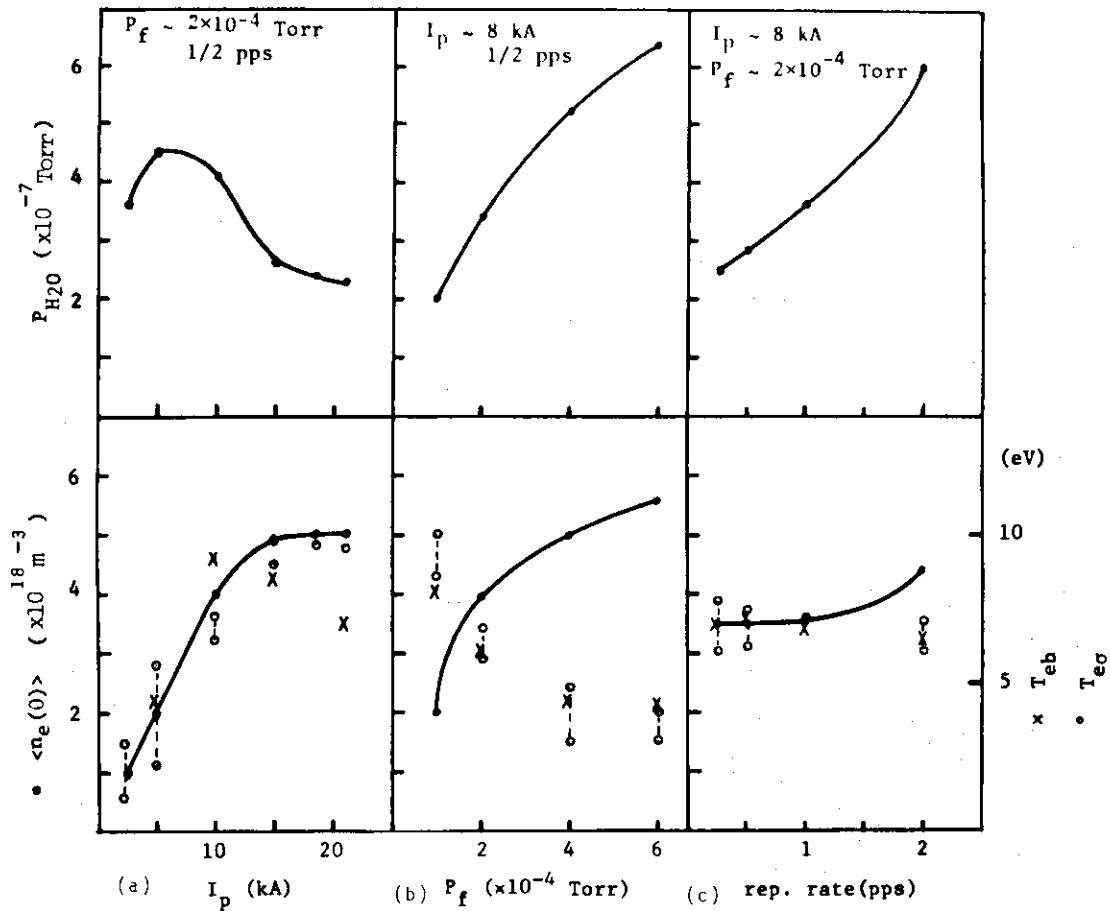 P_f ~ 2×10^-4 Torr
1/2 pps
I_p ~ 8 kA
1/2 pps
I_p ~ 8 kA
P_f ~ 2×10^-4 Torr
P_H2O (x10^-7 Torr)
6
4
2
6
4
2
<n_e(0)> (x10^18 m^-3)
(eV)
10
5
x T_eb
T_eσ
10
20
2
4
6
1
2
(a)
I_p (kA)
(b)
P_f (×10^-4 Torr)
(c)
rep. rate(pps)